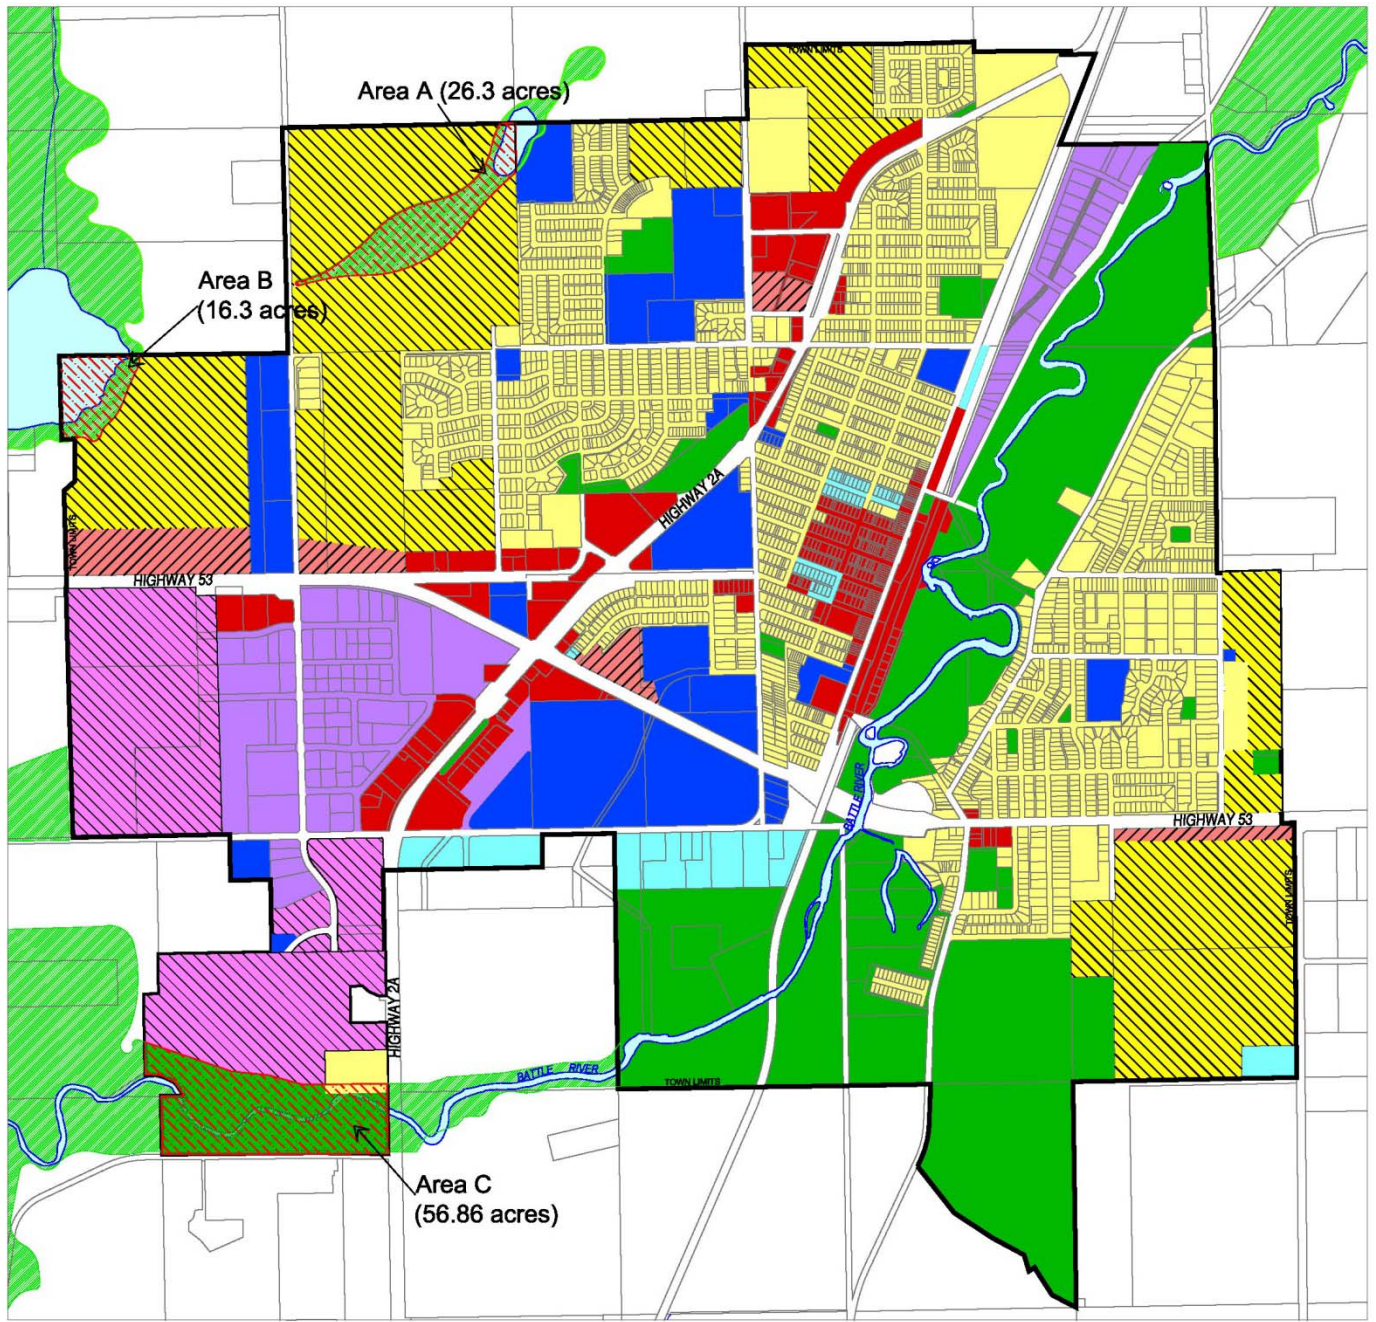 TOWN LIMITS
Area A (26.3 acres)
Area B
(16.3 acres)
HIGHWAY 2A
TOWN LIMITS
HIGHWAY 53
BATTLE RIVER
HIGHWAY 53
TOWN LIMITS
HIGHWAY 2A
BATTLE RIVER
TOWN LIMITS
Area C
(56.86 acres)